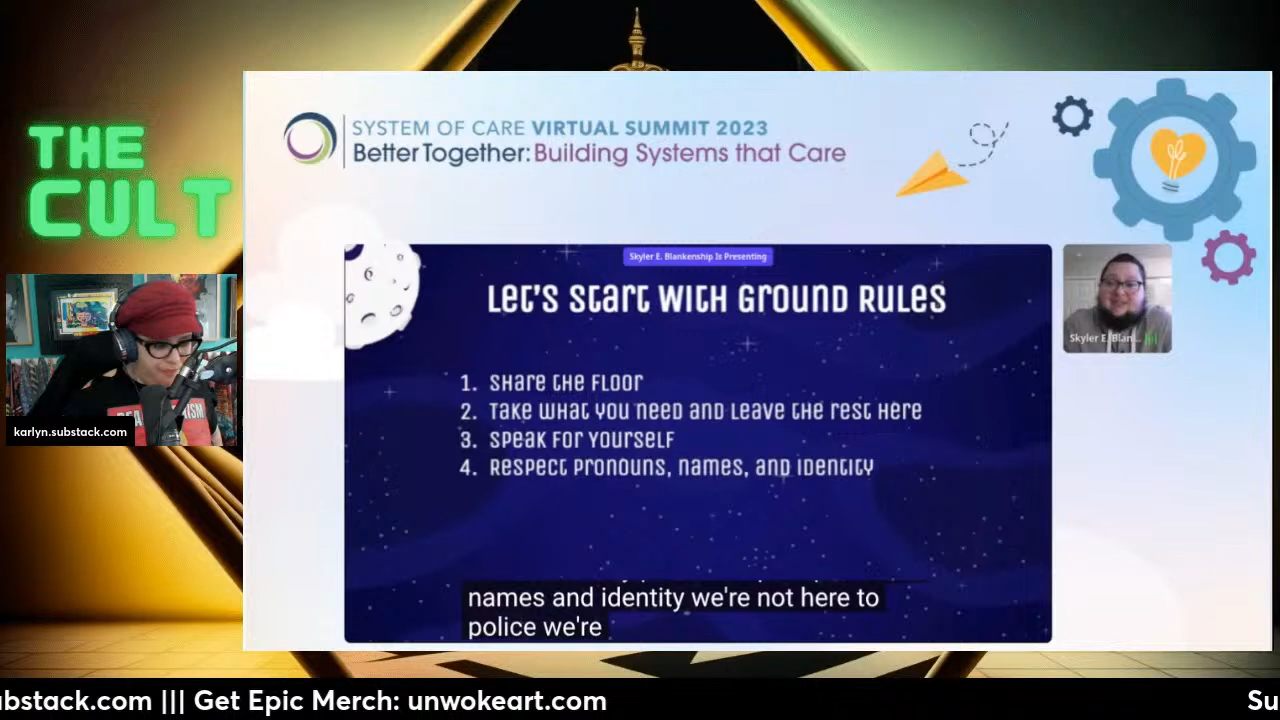 THE
CULT
karlyn.substack.com
SYSTEM OF CARE VIRTUAL SUMMIT 2023
Better Together: Building Systems that Care
Skyler E. Blankenship Is Presenting
Let's Start With Ground Rules
1. Share the Floor
2. Take what you need and leave the rest here
3. Speak for yourself
4. Respect pronouns, names, and identity
Skyler E. Blan...
names and identity we're not here to
police we're
ubstack.com ||| Get Epic Merch: unwokeart.com
Su